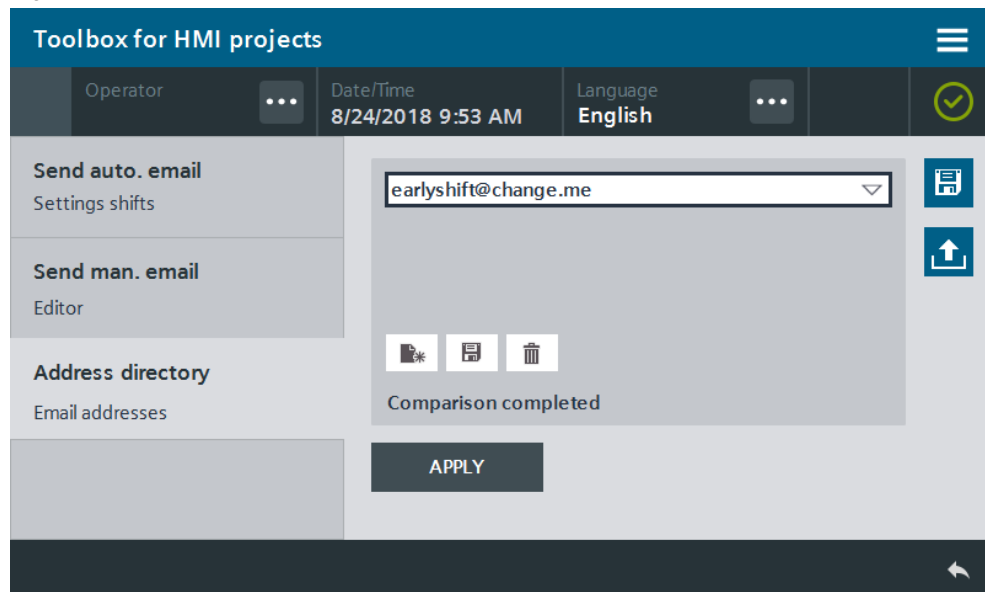 Toolbox for HMI projects
Operator
Date/Time
8/24/2018 9:53 AM
Language
English
Send auto. email
Settings shifts
Send man. email
Editor
Address directory
Email addresses
earlyshift@change.me
Comparison completed
APPLY